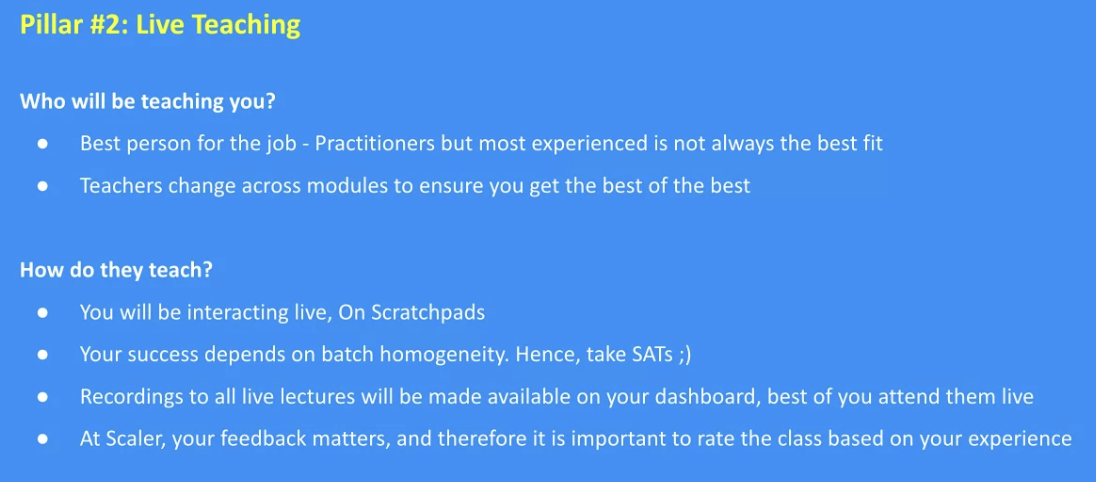 Pillar #2: Live Teaching
Who will be teaching you?
● Best person for the job - Practitioners but most experienced is not always the best fit
● Teachers change across modules to ensure you get the best of the best
How do they teach?
● You will be interacting live, On Scratchpads
● Your success depends on batch homogeneity. Hence, take SATs ;)
● Recordings to all live lectures will be made available on your dashboard, best of you attend them live
● At Scaler, your feedback matters, and therefore it is important to rate the class based on your experience